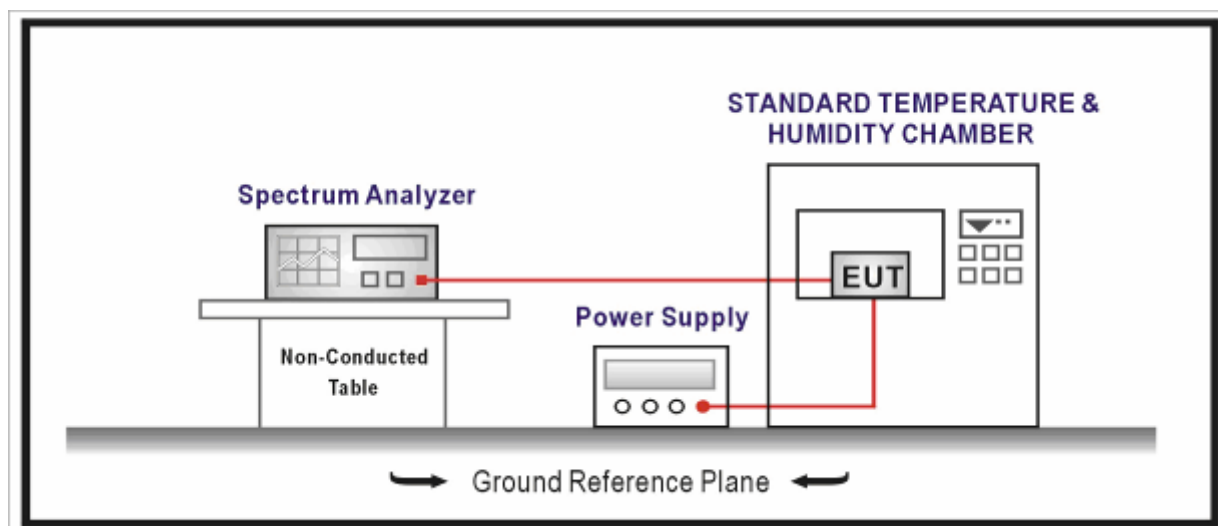 STANDARD TEMPERATURE &
HUMIDITY CHAMBER
Spectrum Analyzer
EUT
Power Supply
Non-Conducted
Table
Ground Reference Plane